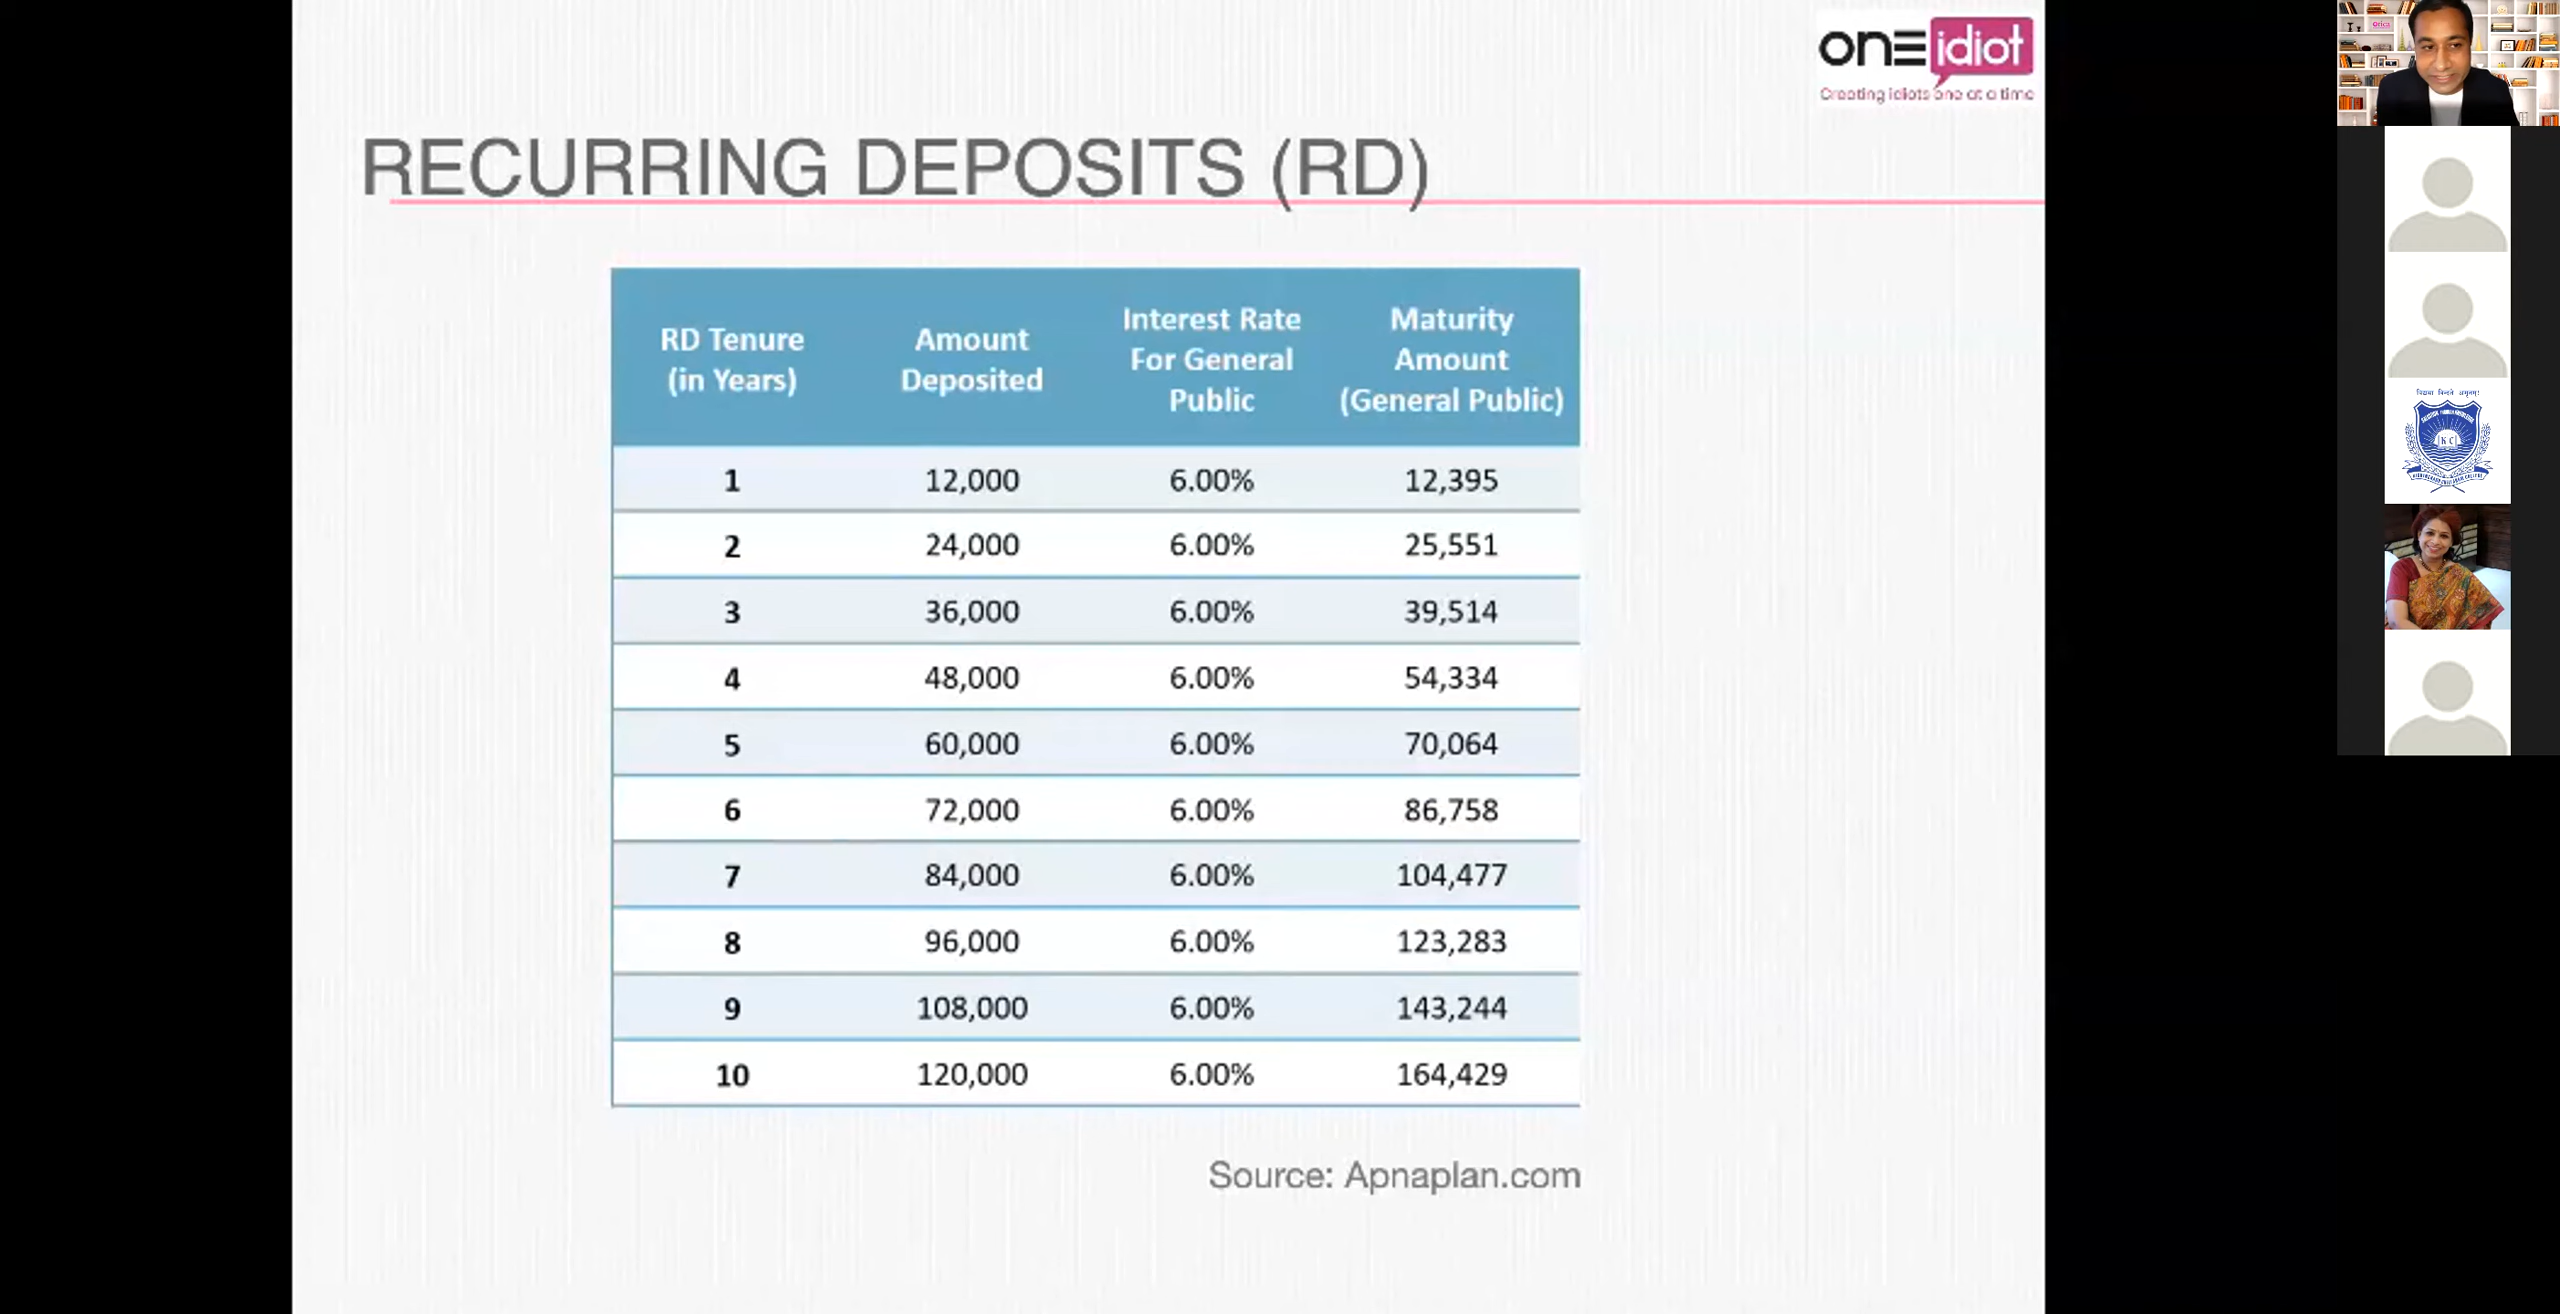 onE idiot
Creating idiots one at a time
RECURRING DEPOSITS (RD)
RD Tenure (in Years) Amount Deposited Interest Rate For General Public Maturity Amount (General Public)
1 12,000 6.00% 12,395
2 24,000 6.00% 25,551
3 36,000 6.00% 39,514
4 48,000 6.00% 54,334
5 60,000 6.00% 70,064
6 72,000 6.00% 86,758
7 84,000 6.00% 104,477
8 96,000 6.00% 123,283
9 108,000 6.00% 143,244
10 120,000 6.00% 164,429
Source: Apnaplan.com
विद्यया विन्दते अमृतम्!
KC